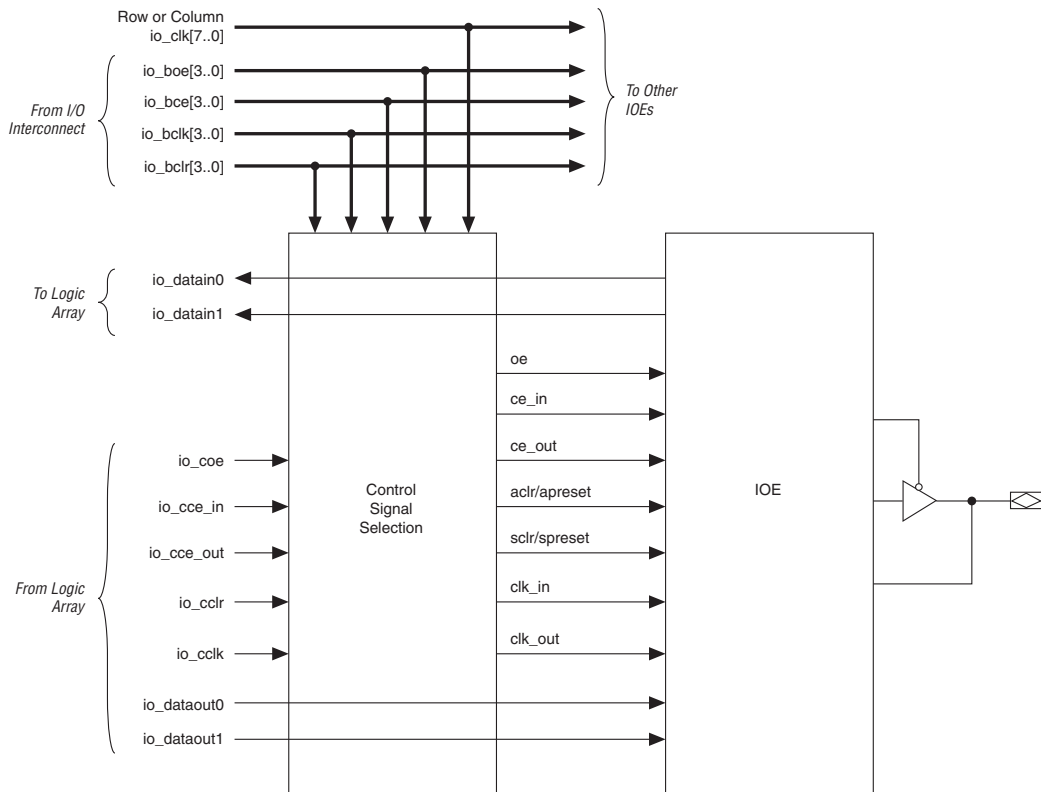 Row or Column
io_clk[7..0]
io_boe[3..0]
io_bce[3..0]
io_bclk[3..0]
io_bclr[3..0]
From I/O
Interconnect
To Other
IOEs
io_datain0
io_datain1
To Logic
Array
oe
ce_in
ce_out
aclr/apreset
sclr/spreset
clk_in
clk_out
io_coe
io_cce_in
io_cce_out
io_cclr
io_cclk
io_dataout0
io_dataout1
From Logic
Array
Control
Signal
Selection
IOE